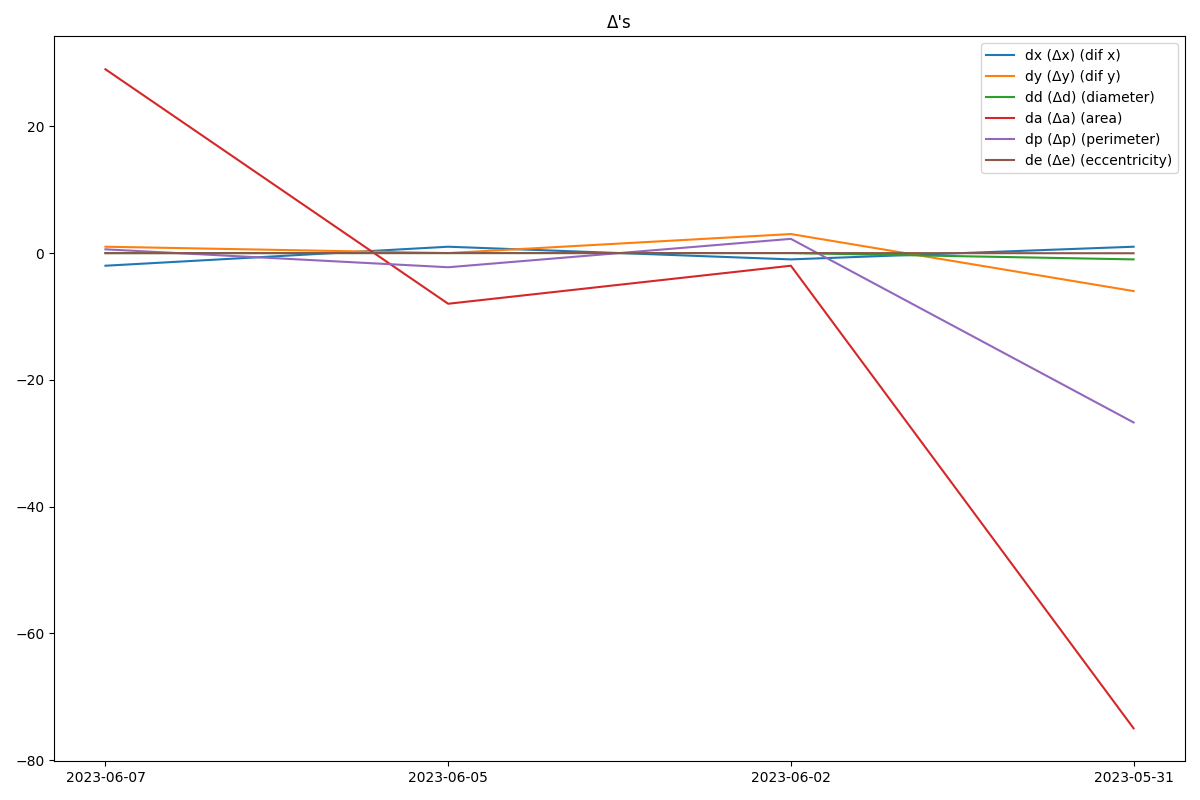 Δ's
dx (Δx) (dif x)
dy (Δy) (dif y)
dd (Δd) (diameter)
da (Δa) (area)
dp (Δp) (perimeter)
de (Δe) (eccentricity)
20
0
−20
−40
−60
−80
2023-06-07 2023-06-05 2023-06-02 2023-05-31